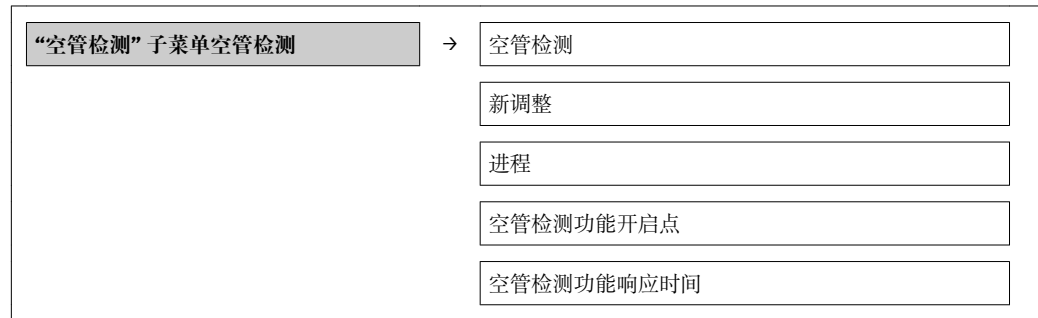 “空管检测” 子菜单空管检测 → 空管检测
新调整
进程
空管检测功能开启点
空管检测功能响应时间